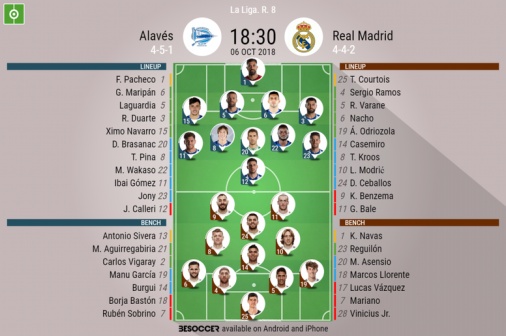 La Liga. R. 8
Alavés 18:30 Real Madrid
4-5-1 06 OCT 2018 4-4-2
LINEUP LINEUP
F. Pacheco 1 25 T. Courtois
G. Maripán 6 4 Sergio Ramos
Laguardia 5 5 R. Varane
R. Duarte 3 6 Nacho
Ximo Navarro 15 19 Á. Odriozola
D. Brasanac 20 14 Casemiro
T. Pina 8 8 T. Kroos
M. Wakaso 22 10 L. Modrić
Ibai Gómez 11 24 D. Ceballos
Jony 23 9 K. Benzema
J. Calleri 12 11 G. Bale
BENCH BENCH
Antonio Sivera 13 1 K. Navas
M. Aguirregabiria 21 23 Reguilón
Carlos Vigaray 2 20 M. Asensio
Manu García 19 18 Marcos Llorente
Burgui 14 17 Lucas Vázquez
Borja Bastón 18 7 Mariano
Rubén Sobrino 7 28 Vinicius Jr.
BESOCCER available on Android and iPhone